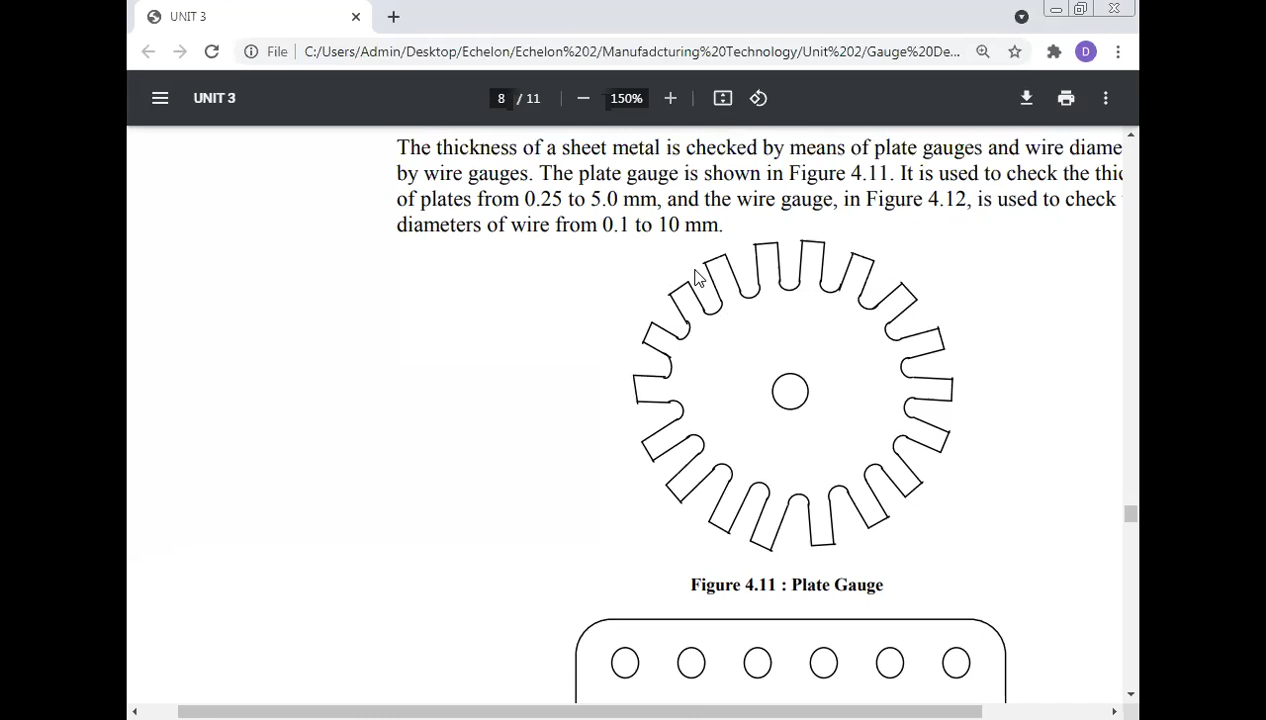 UNIT 3
File
C:/Users/Admin/Desktop/Echelon/Echelon%202/Manufadcturing%20Technology/Unit%202/Gauge%20De...
D
UNIT 3
8 / 11
150%
The thickness of a sheet metal is checked by means of plate gauges and wire diame
by wire gauges. The plate gauge is shown in Figure 4.11. It is used to check the thic
of plates from 0.25 to 5.0 mm, and the wire gauge, in Figure 4.12, is used to check
diameters of wire from 0.1 to 10 mm.
Figure 4.11 : Plate Gauge